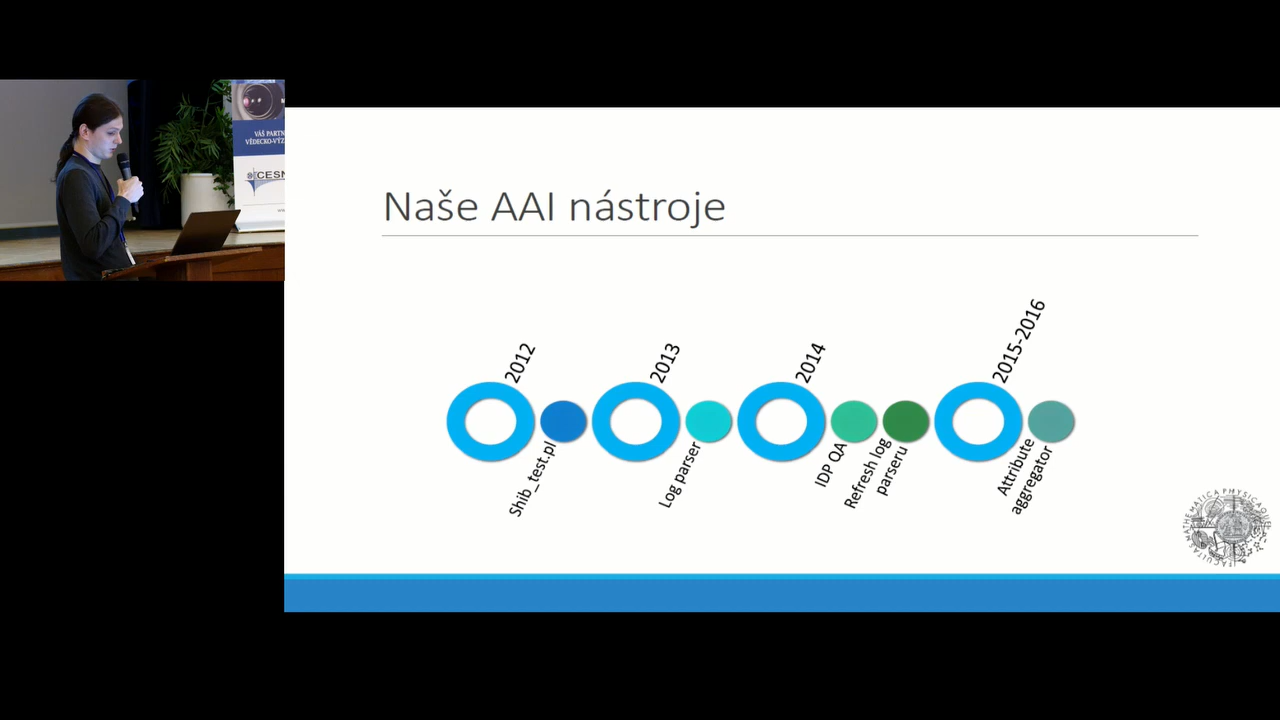 VÁŠ PARTN
VĚDECKO-VÝZ
CESN
Naše AAI nástroje
2012
2013
2014
2015-2016
Shib_test.pl
Log parser
IDP QA
Refresh log
parseru
Attribute
aggregator